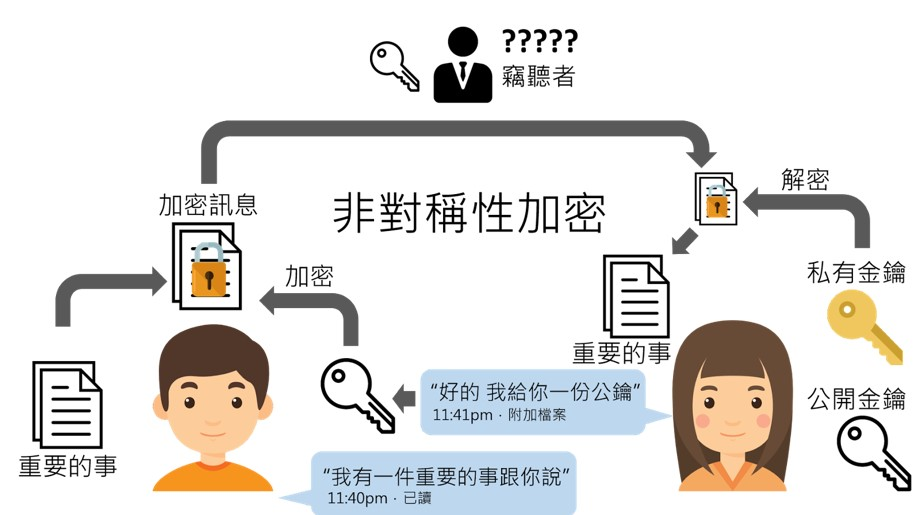 ?????
竊聽者
加密訊息
非對稱性加密
解密
加密
私有金鑰
重要的事
“好的 我給你一份公鑰”
11:41pm · 附加檔案
公開金鑰
重要的事
“我有一件重要的事跟你說”
11:40pm · 已讀